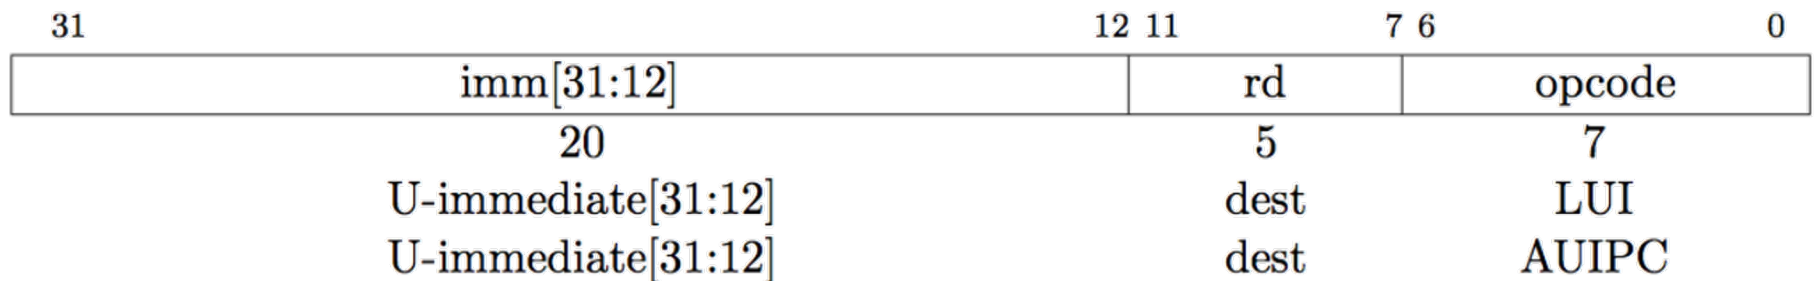 31 12 11 7 6 0
imm[31:12] rd opcode
20 5 7
U-immediate[31:12] dest LUI
U-immediate[31:12] dest AUIPC